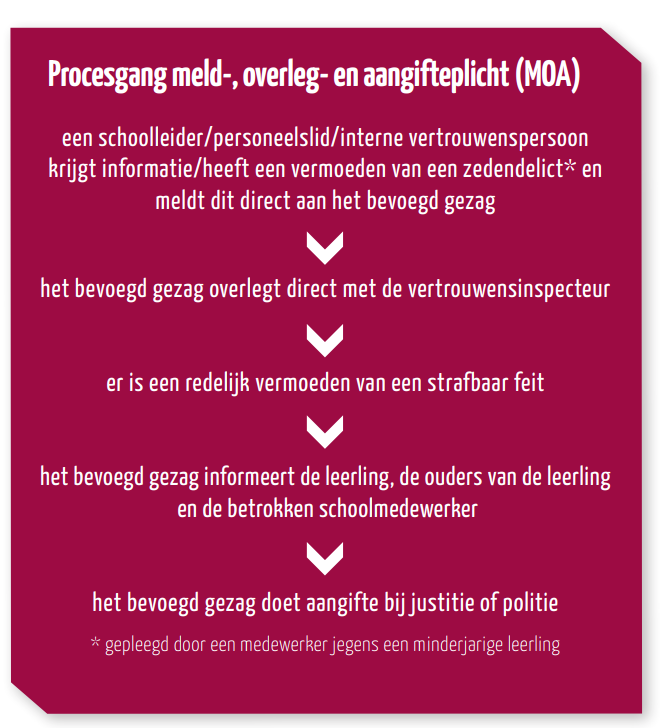 Procesgang meld-, overleg- en aangifteplicht (MOA)
een schoolleider/personeelslid/interne vertrouwenspersoon
krijgt informatie/heeft een vermoeden van een zedendelict* en
meldt dit direct aan het bevoegd gezag
het bevoegd gezag overlegt direct met de vertrouwensinspecteur
er is een redelijk vermoeden van een strafbaar feit
het bevoegd gezag informeert de leerling, de ouders van de leerling
en de betrokken schoolmedewerker
het bevoegd gezag doet aangifte bij justitie of politie
* gepleegd door een medewerker jegens een minderjarige leerling